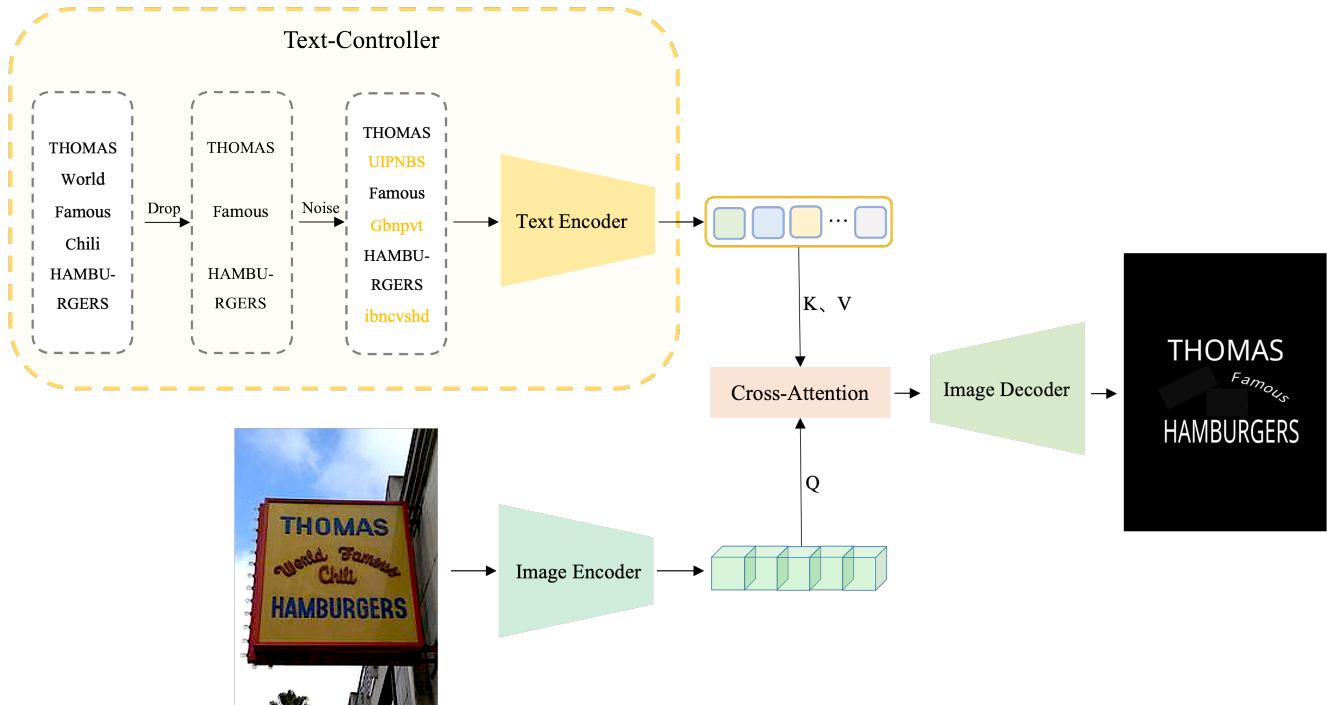 Text-Controller
THOMAS
World
Famous
Chili
HAMBU-
RGERS
Drop
THOMAS
Famous
HAMBU-
RGERS
Noise
THOMAS
UIPNBS
Famous
Gbnpvt
HAMBU-
RGERS
ibncvshd
Text Encoder
...
K、V
Cross-Attention
Image Decoder
THOMAS
Famous
HAMBURGERS
Q
THOMAS
World Famous
Chili
HAMBURGERS
Image Encoder